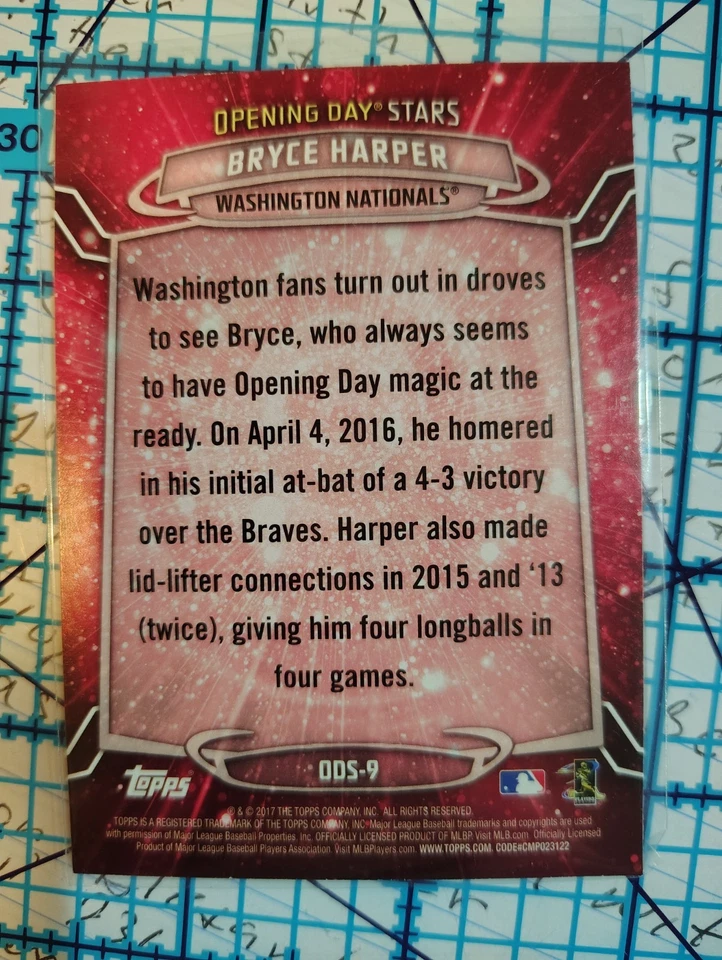 30
OPENING DAY® STARS
BRYCE HARPER
WASHINGTON NATIONALS®
Washington fans turn out in droves
to see Bryce, who always seems
to have Opening Day magic at the
ready. On April 4, 2016, he homered
in his initial at-bat of a 4-3 victory
over the Braves. Harper also made
lid-lifter connections in 2015 and ‘13
(twice), giving him four longballs in
four games.
ODS-9
topps
® & © 2017 THE TOPPS COMPANY, INC. ALL RIGHTS RESERVED.
TOPPS IS A REGISTERED TRADEMARK OF THE TOPPS COMPANY, INC. Major League Baseball trademarks and copyrights are used
with permission of Major League Baseball Properties, Inc. OFFICIALLY LICENSED PRODUCT OF MLBP. Visit MLB.com. Officially Licensed
Product of Major League Baseball Players Association. Visit MLBPlayers.com. WWW.TOPPS.COM. CODE#CMP023122